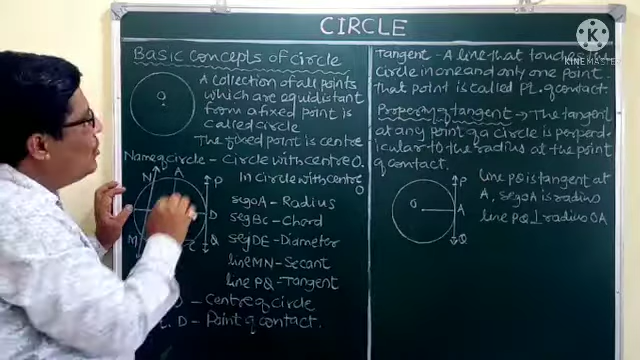 CIRCLE
K
KINEMASTER
Basic Concepts of circle
O
A collection of all points
which are equidistant
from a fixed point is
called circle
The fixed point is centre
Name of circle - Circle with centre O.
In Circle with centre
O
N
A
P
D
M
C
Q
seg OA - Radius
seg BC - Chord
seg DE - Diameter
line MN - Secant
line PQ - Tangent
- Centre of circle
D - Point of contact.
Tangent - A line that touches the
circle in one and only one point.
That point is called Pt. of contact.
Property of tangent → The tangent
at any point of a circle is perpend-
icular to the radius at the point
of contact.
O
P
A
Q
line PQ is tangent at
A, seg OA is radius
line PQ ⊥ radius OA